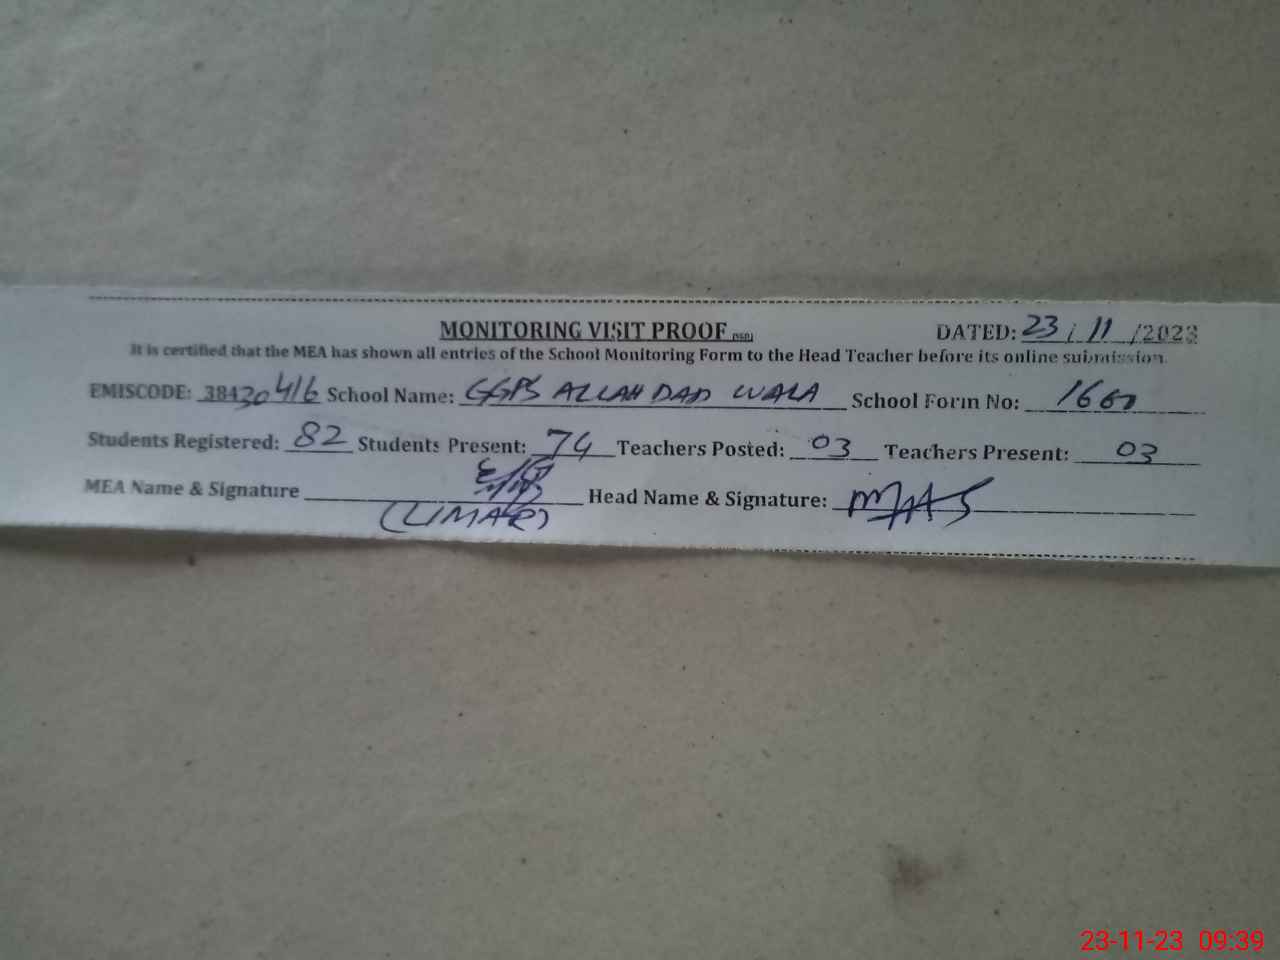 MONITORING VISIT PROOF DATED: 23 / 11 /2023
It is certified that the MEA has shown all entries of the School Monitoring Form to the Head Teacher before its online submission.
EMISCODE: 38430416 School Name: GGPS ALLAH DAD WALA School Form No:
Students Registered: 82 Students Present: 74 Teachers Posted: 03 Teachers Present: 03
MEA Name & Signature Head Name & Signature:
(UMAR)
23-11-23 09:39